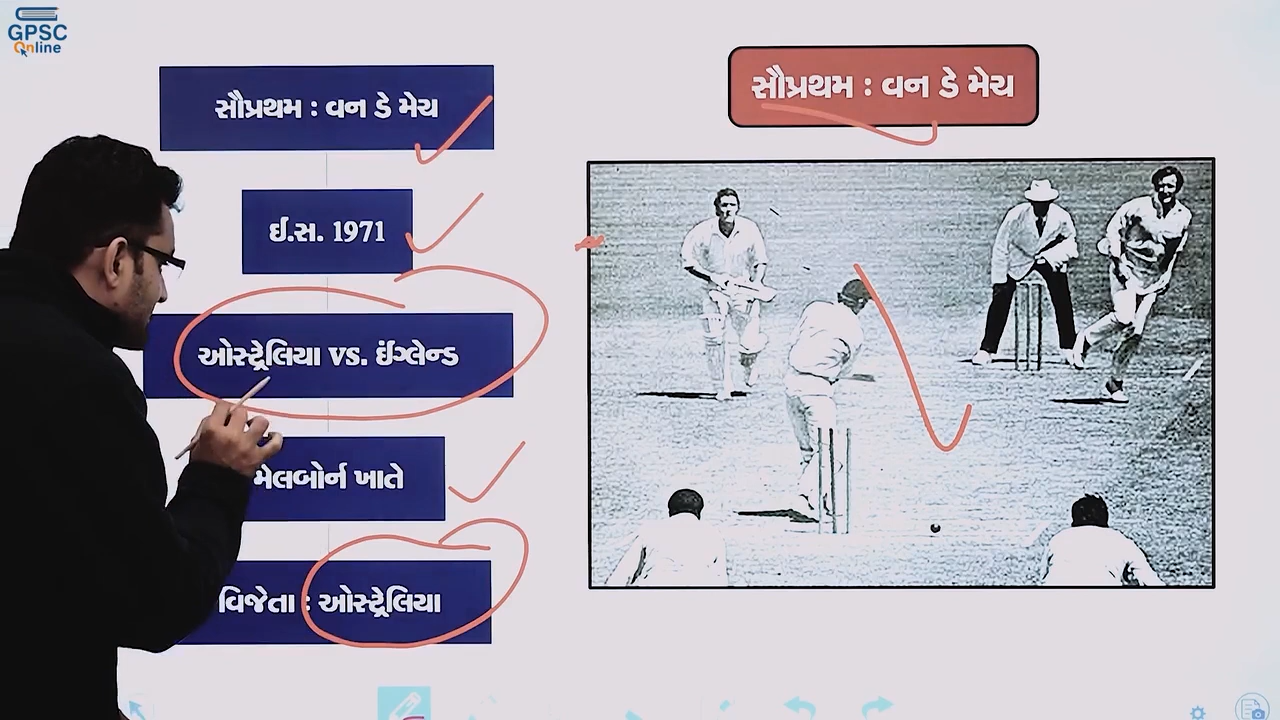 GPSC
Online
સૌપ્રથમ : વન ડે મેચ
ઈ.સ. 1971
ઓસ્ટ્રેલિયા vs. ઈંગ્લેન્ડ
મેલબોર્ન ખાતે
વિજેતા : ઓસ્ટ્રેલિયા
સૌપ્રથમ : વન ડે મેચ